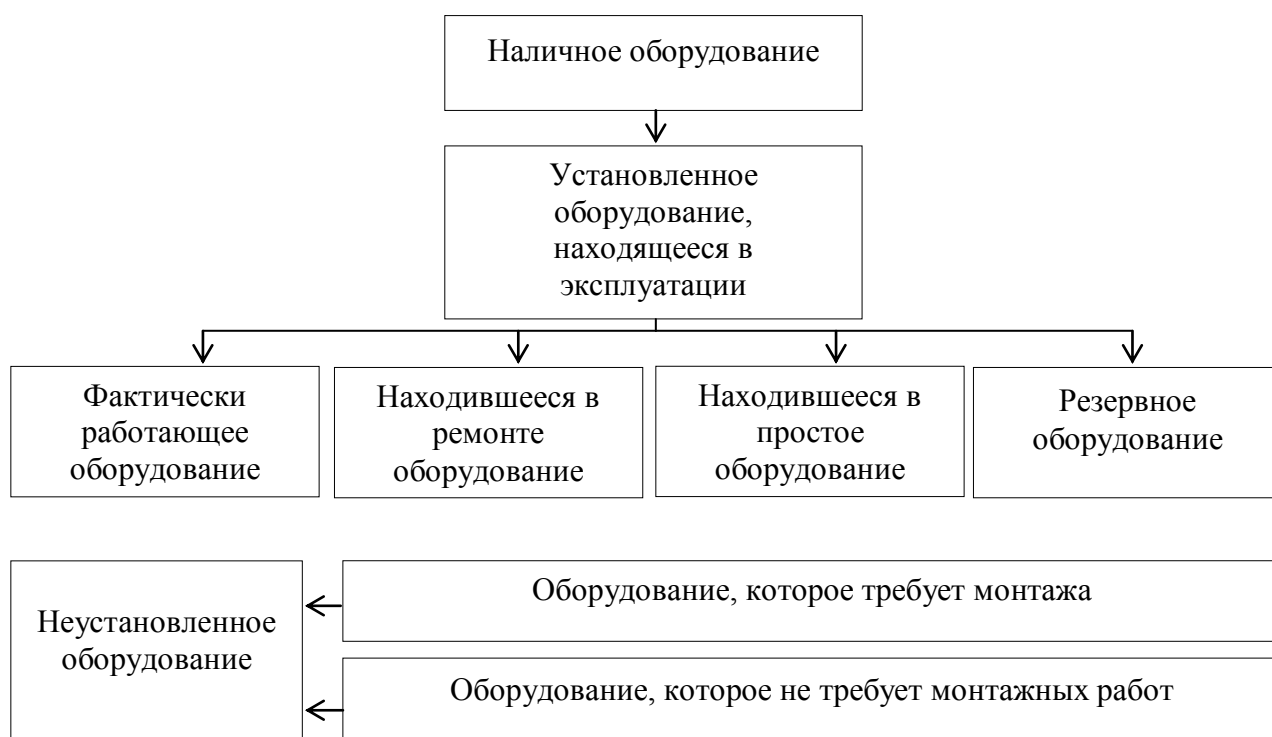 Наличное оборудование
Установленное
оборудование,
находящееся в
эксплуатации
Фактически
работающее
оборудование
Находившееся в
ремонте
оборудование
Находившееся в
простое
оборудование
Резервное
оборудование
Неустановленное
оборудование
Оборудование, которое требует монтажа
Оборудование, которое не требует монтажных работ